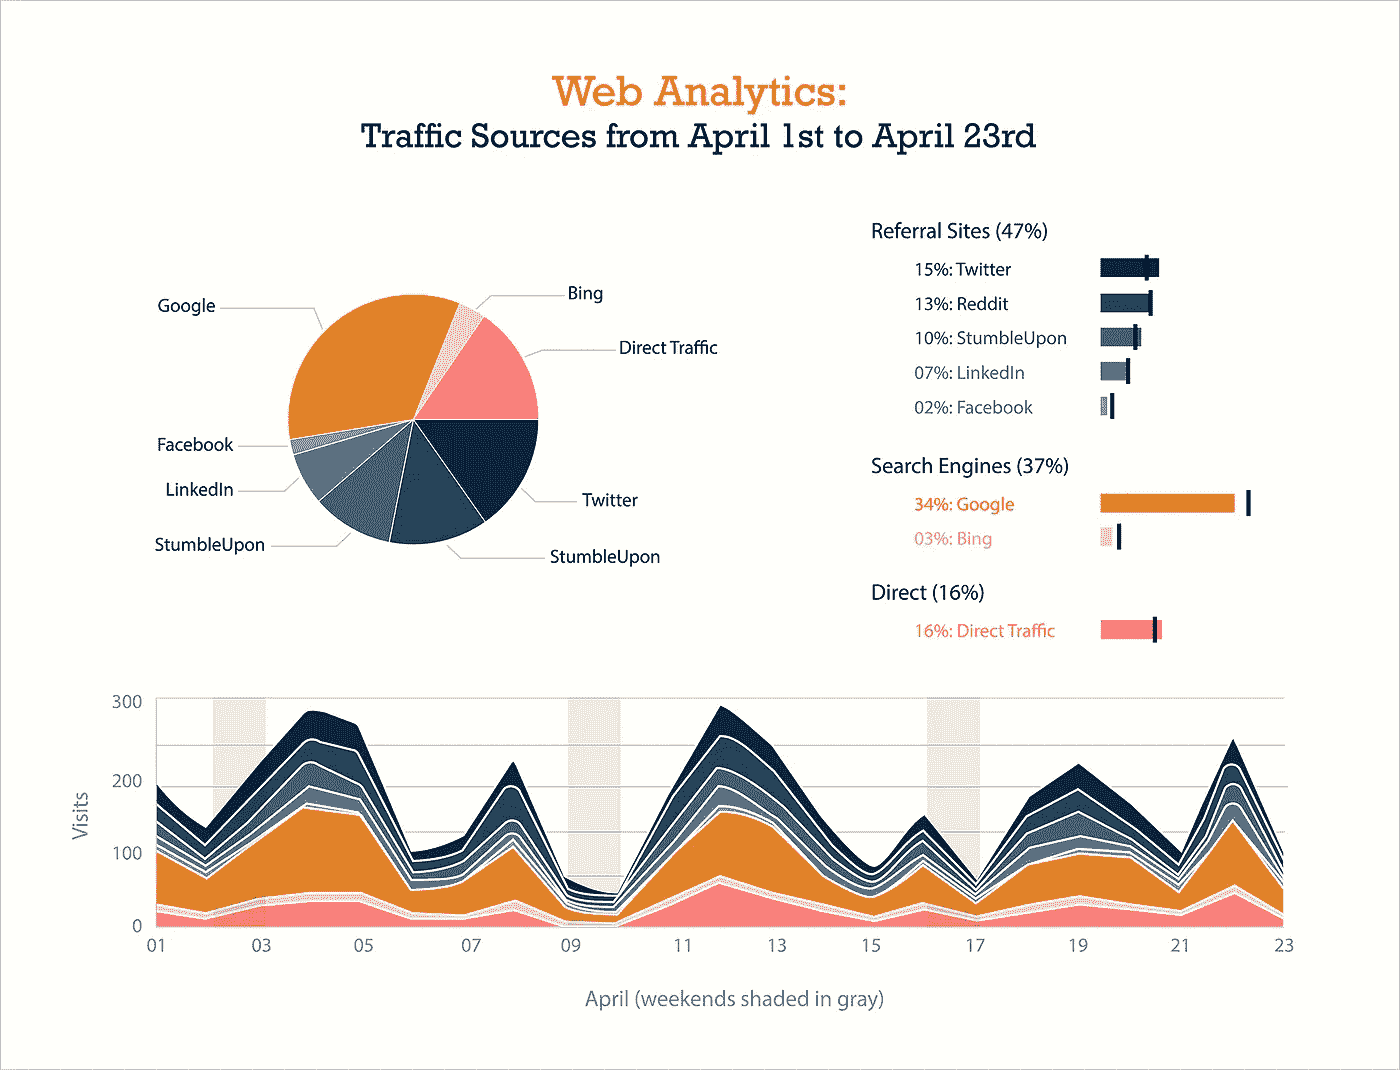 Web Analytics:
Traffic Sources from April 1st to April 23rd
Google
Bing
Direct Traffic
Facebook
LinkedIn
StumbleUpon
Twitter
StumbleUpon
Referral Sites (47%)
15%: Twitter
13%: Reddit
10%: StumbleUpon
07%: LinkedIn
02%: Facebook
Search Engines (37%)
34%: Google
03%: Bing
Direct (16%)
16%: Direct Traffic
Visits
300
200
100
0
01 03 05 07 09 11 13 15 17 19 21 23
April (weekends shaded in gray)